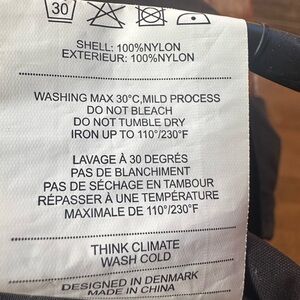 30
SHELL: 100%NYLON
EXTERIEUR: 100%NYLON
WASHING MAX 30°C,MILD PROCESS
DO NOT BLEACH
DO NOT TUMBLE DRY
IRON UP TO 110°/230°F
LAVAGE À 30 DEGRÉS
PAS DE BLANCHIMENT
PAS DE SÉCHAGE EN TAMBOUR
RÉPASSER À UNE TEMPÉRATURE
MAXIMALE DE 110°/230°F
THINK CLIMATE
WASH COLD
DESIGNED IN DENMARK
MADE IN CHINA